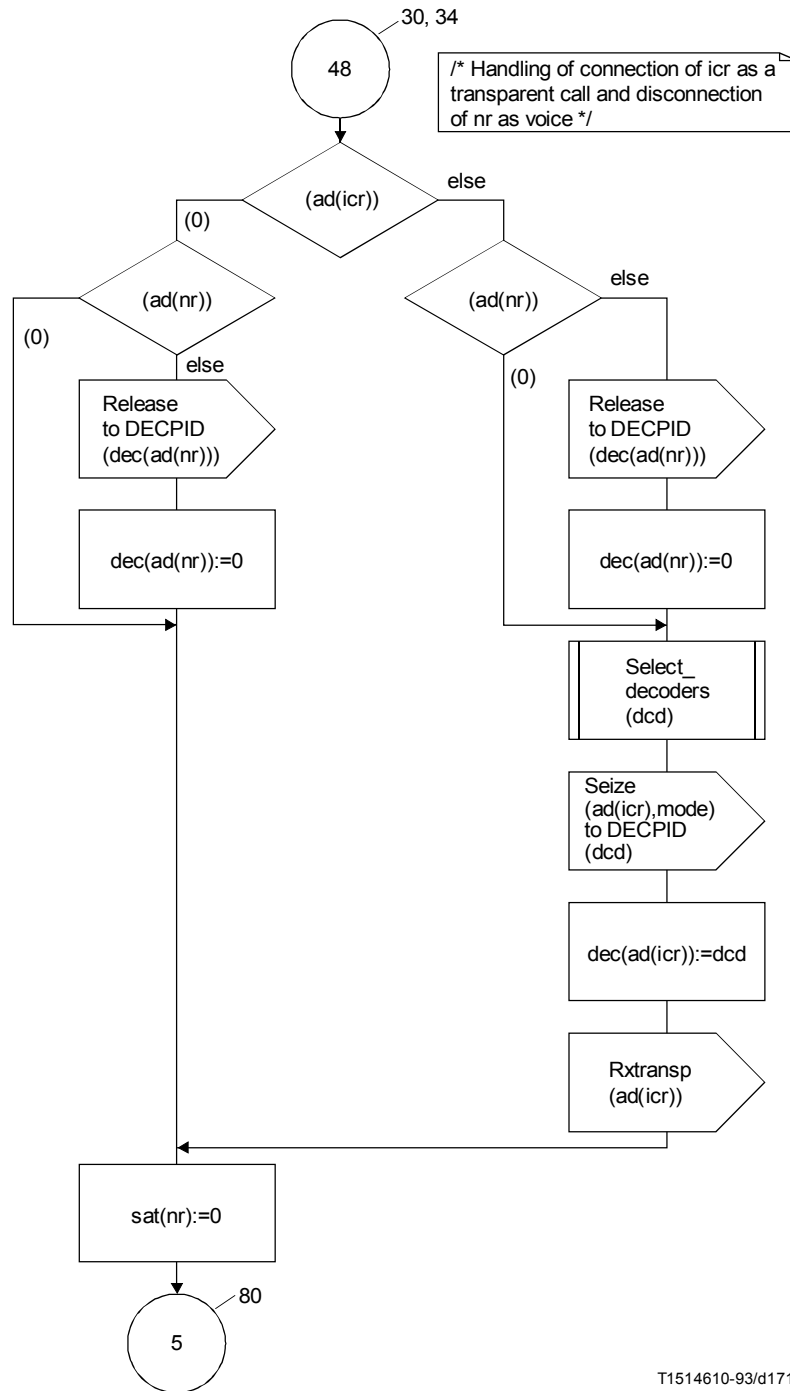 30, 34
48
/* Handling of connection of icr as a
transparent call and disconnection
of nr as voice */
(ad(icr))
else
(0)
(ad(nr))
(ad(nr))
else
(0)
else
(0)
Release
to DECPID
(dec(ad(nr)))
Release
to DECPID
(dec(ad(nr)))
dec(ad(nr)):=0
dec(ad(nr)):=0
Select_
decoders
(dcd)
Seize
(ad(icr),mode)
to DECPID
(dcd)
dec(ad(icr)):=dcd
Rxtransp
(ad(icr))
sat(nr):=0
80
5
T1514610-93/d171